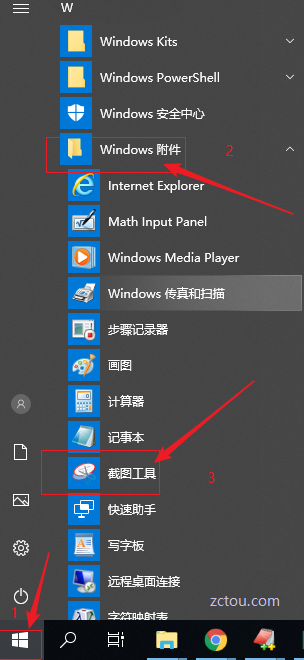 W
Windows Kits
Windows PowerShell
Windows 安全中心
Windows 附件
2
Internet Explorer
Math Input Panel
Windows Media Player
Windows 传真和扫描
步骤记录器
画图
计算器
记事本
截图工具
3
快速助手
写字板
远程桌面连接
zctou.com
1
字符映射表